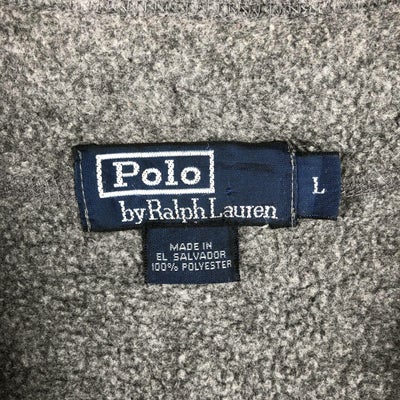 Polo
by Ralph Lauren
L
MADE IN
EL SALVADOR
100% POLYESTER